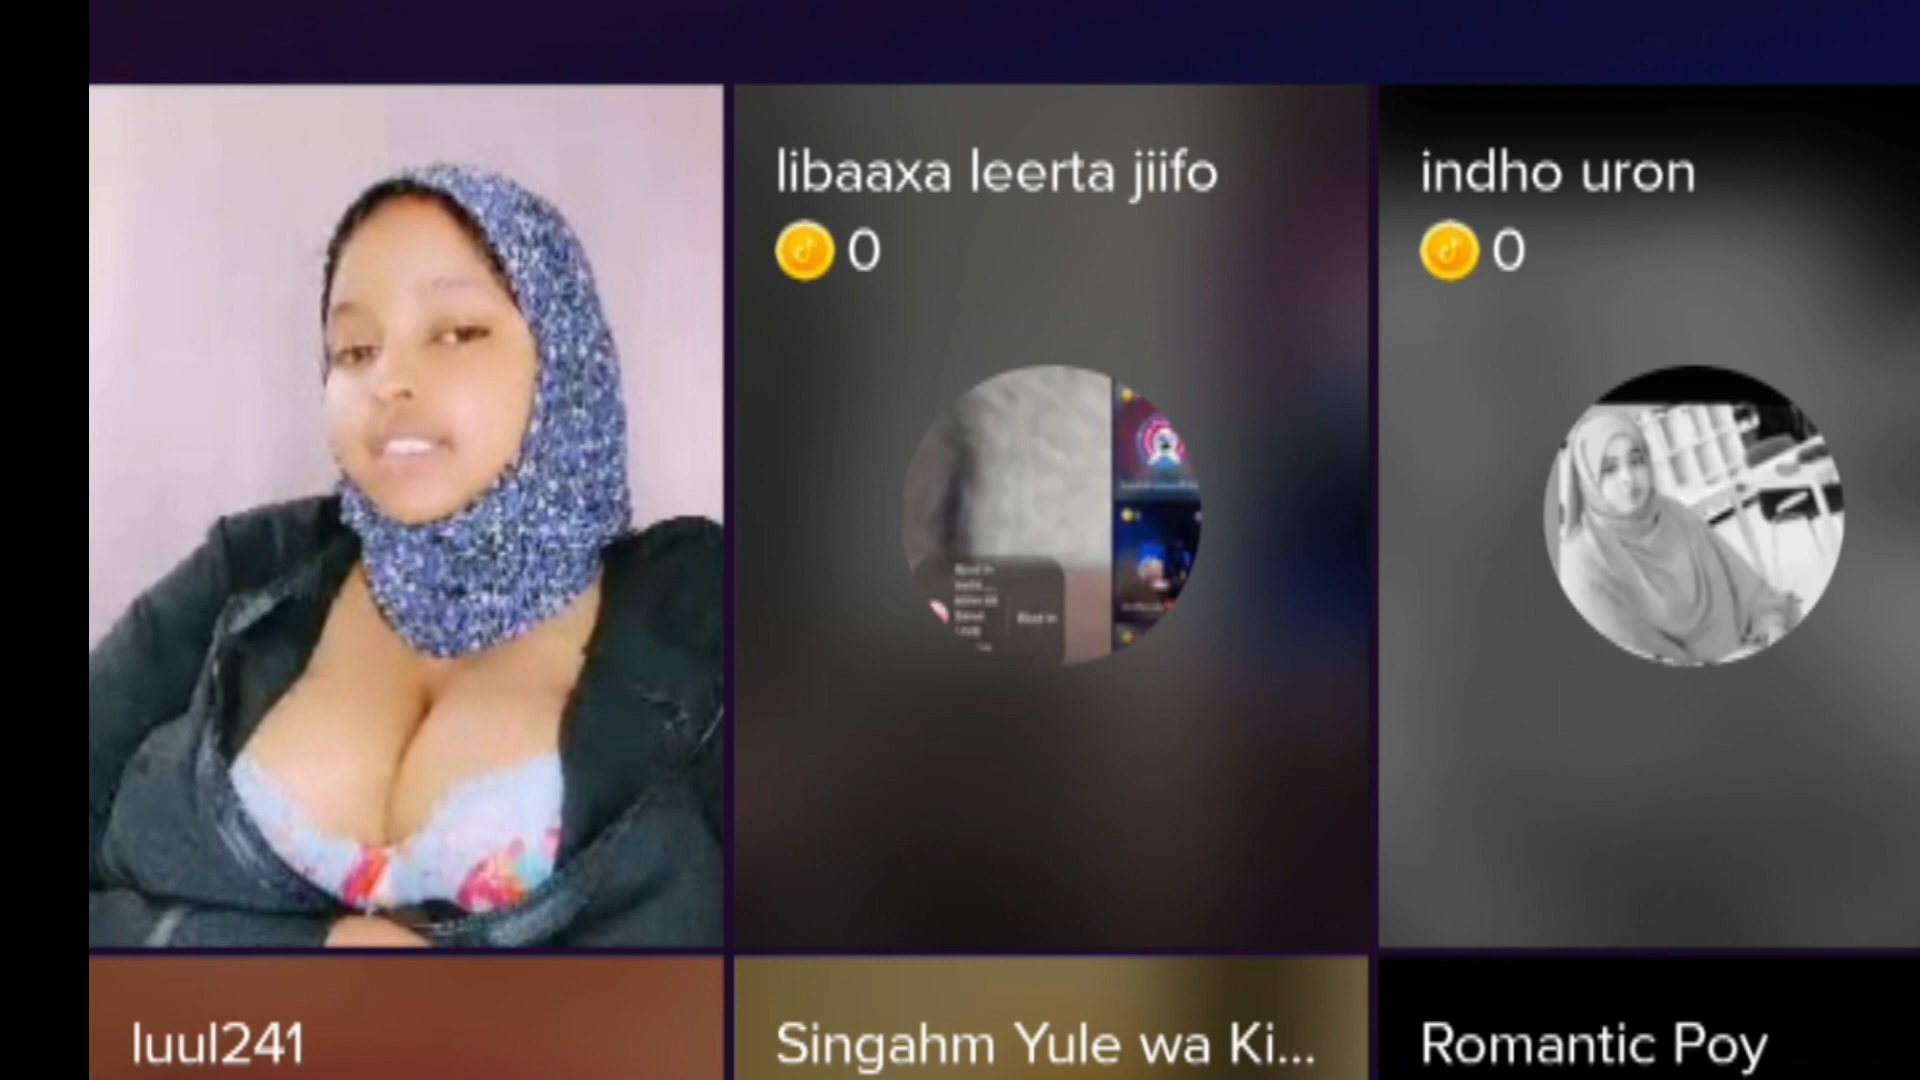 libaaxa leerta jiifo
0
indho uron
0
luul241
Singahm Yule wa Ki...
Romantic Poy